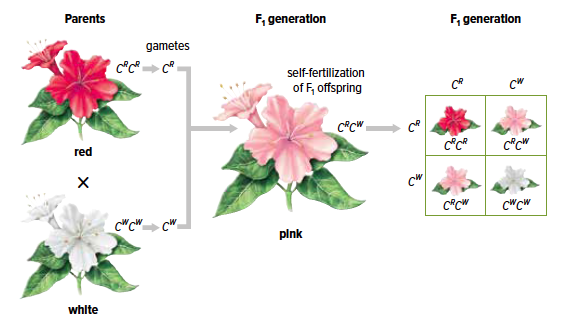 Parents
F₁ generation
F₁ generation
gametes
CᴿCᴿ
Cᴿ
red
×
CᵂCᵂ
Cᵂ
white
self-fertilization
of F₁ offspring
CᴿCᵂ
pink
Cᴿ
Cᵂ
Cᴿ
CᴿCᴿ
CᴿCᵂ
Cᵂ
CᴿCᵂ
CᵂCᵂ